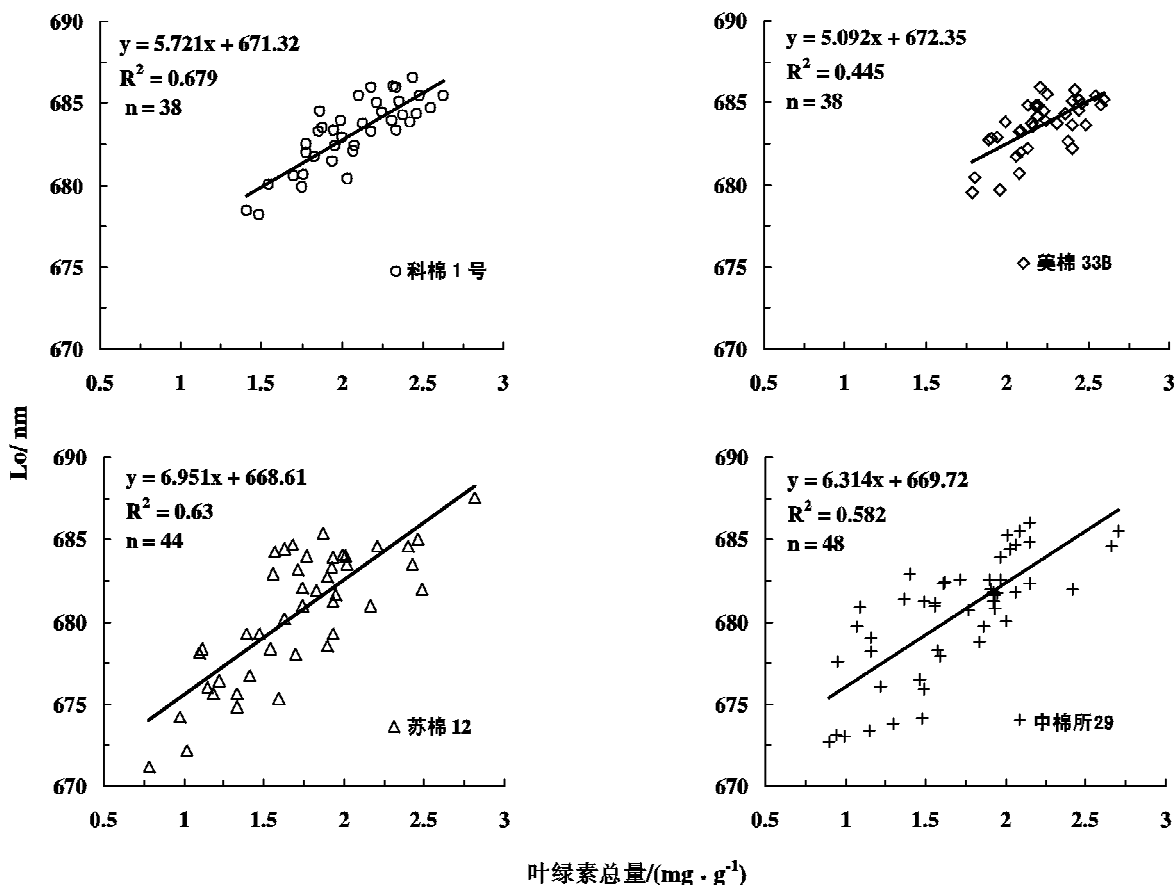 690
685
680
675
670
y = 5.721x + 671.32
R² = 0.679
n = 38
科棉1号
0.5 1 1.5 2 2.5 3
690
685
680
675
670
y = 5.092x + 672.35
R² = 0.445
n = 38
美棉33B
0.5 1 1.5 2 2.5 3
Lo/ nm
690
685
680
675
670
y = 6.951x + 668.61
R² = 0.63
n = 44
苏棉12
0.5 1 1.5 2 2.5 3
690
685
680
675
670
y = 6.314x + 669.72
R² = 0.582
n = 48
中棉所29
0.5 1 1.5 2 2.5 3
叶绿素总量/(mg · g⁻¹)